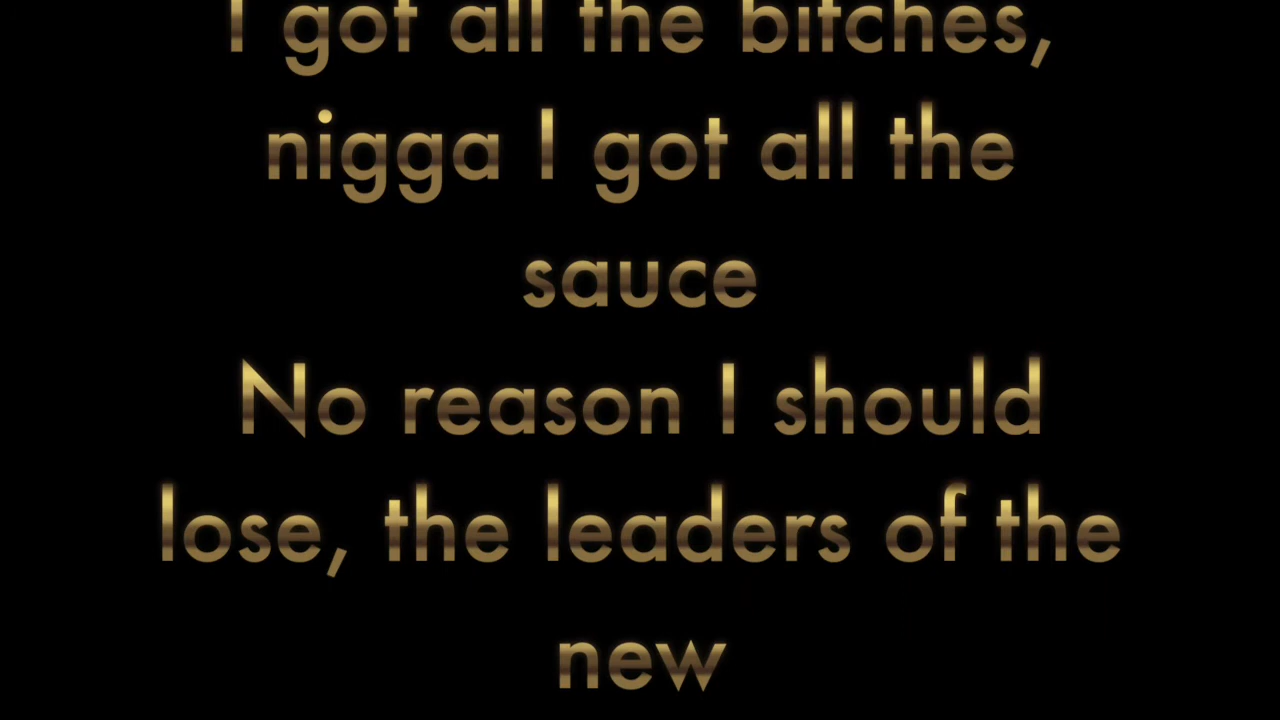 I got all the bitches,
nigga I got all the
sauce
No reason I should
lose, the leaders of the
new